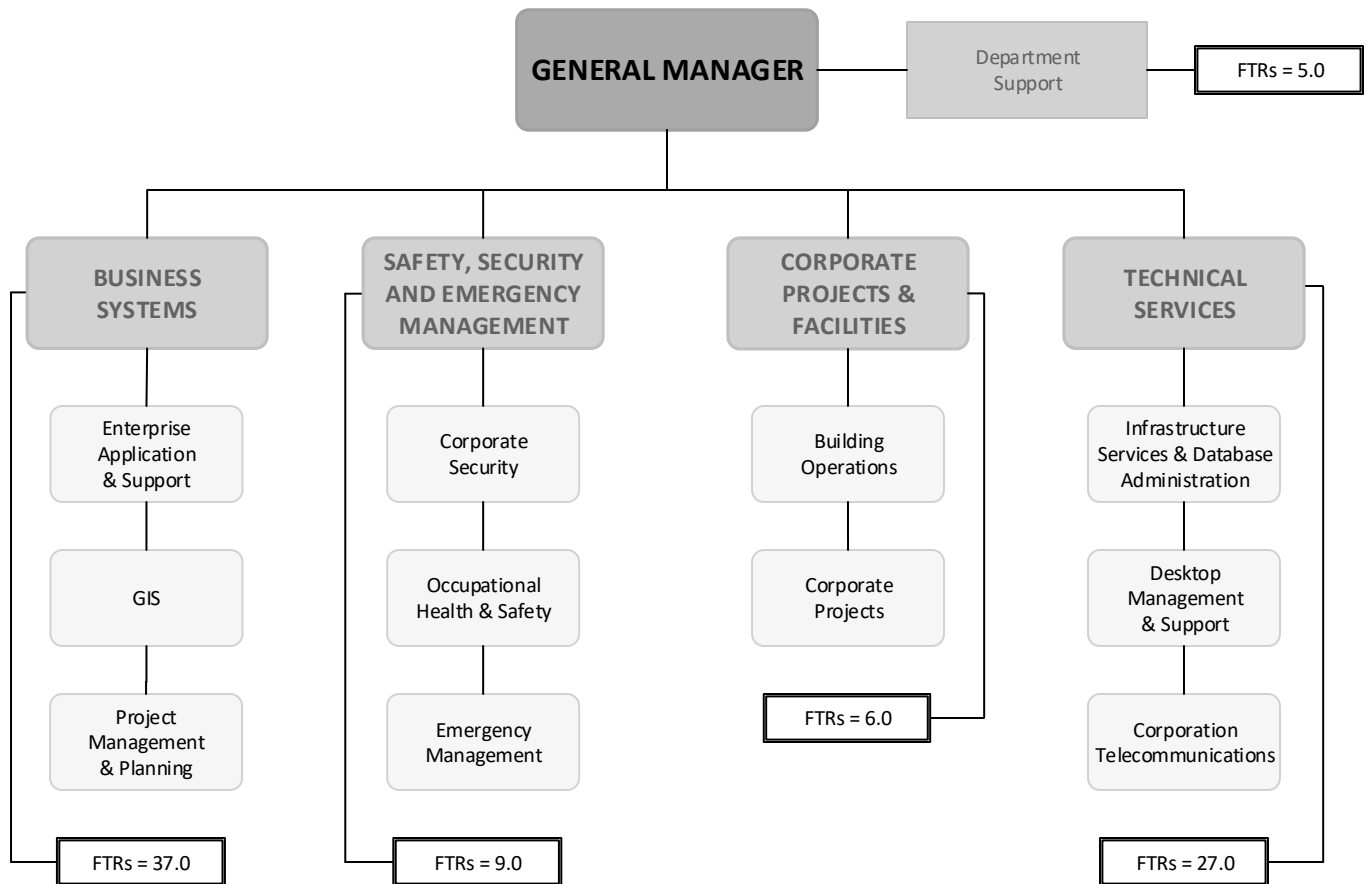 GENERAL MANAGER
Department
Support
FTRs = 5.0
BUSINESS
SYSTEMS
SAFETY, SECURITY
AND EMERGENCY
MANAGEMENT
CORPORATE
PROJECTS &
FACILITIES
TECHNICAL
SERVICES
Enterprise
Application
& Support
Corporate
Security
Building
Operations
Infrastructure
Services & Database
Administration
GIS
Occupational
Health & Safety
Corporate
Projects
Desktop
Management
& Support
Project
Management
& Planning
Emergency
Management
FTRs = 6.0
Corporation
Telecommunications
FTRs = 37.0
FTRs = 9.0
FTRs = 27.0